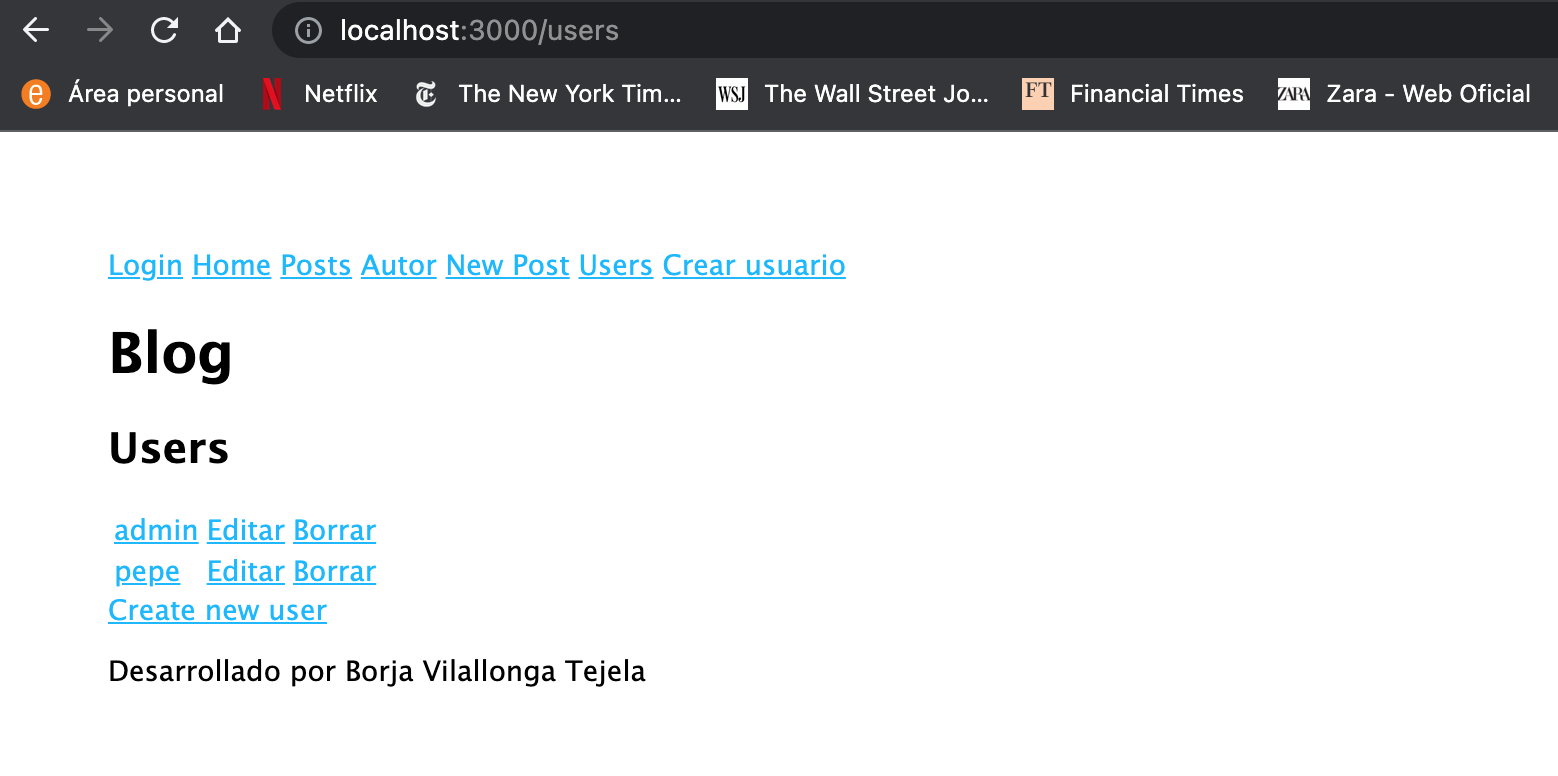 localhost:3000/users
e Área personal Netflix The New York Tim... WSJ The Wall Street Jo... FT Financial Times ZARA Zara - Web Oficial
Login Home Posts Autor New Post Users Crear usuario
Blog
Users
admin Editar Borrar
pepe Editar Borrar
Create new user
Desarrollado por Borja Vilallonga Tejela